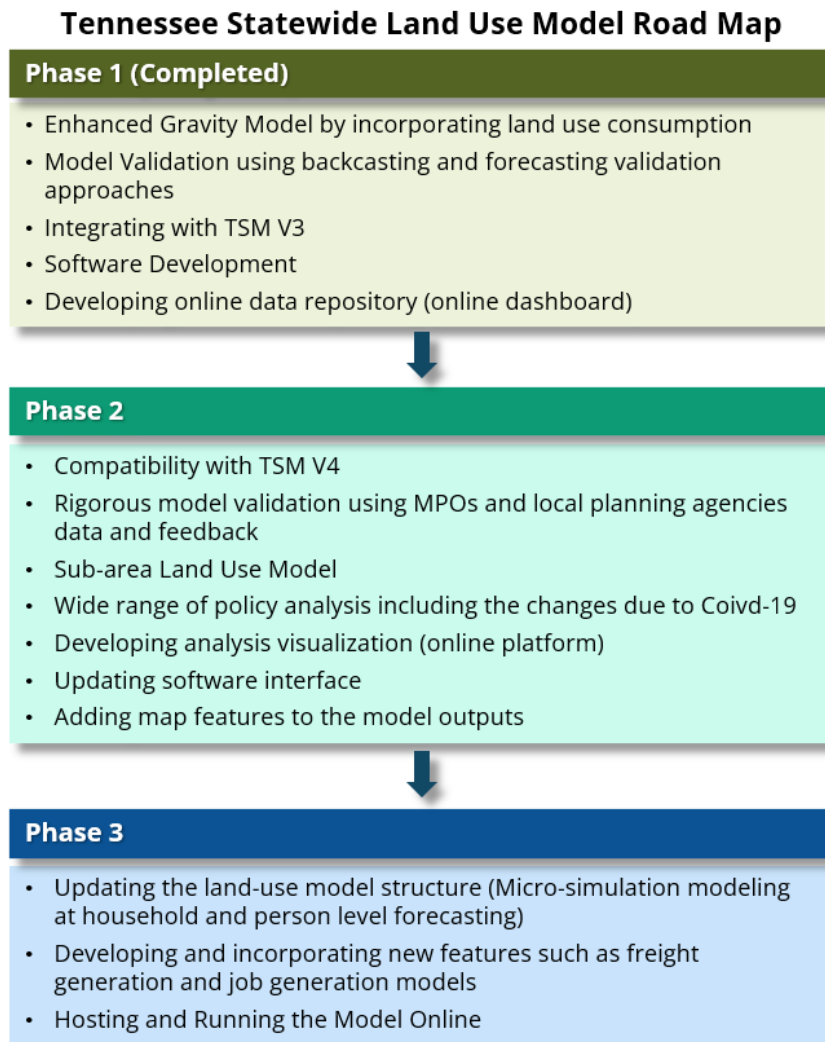 Tennessee Statewide Land Use Model Road Map
Phase 1 (Completed)
• Enhanced Gravity Model by incorporating land use consumption
• Model Validation using backcasting and forecasting validation
approaches
• Integrating with TSM V3
• Software Development
• Developing online data repository (online dashboard)
Phase 2
• Compatibility with TSM V4
• Rigorous model validation using MPOs and local planning agencies
data and feedback
• Sub-area Land Use Model
• Wide range of policy analysis including the changes due to Coivd-19
• Developing analysis visualization (online platform)
• Updating software interface
• Adding map features to the model outputs
Phase 3
• Updating the land-use model structure (Micro-simulation modeling
at household and person level forecasting)
• Developing and incorporating new features such as freight
generation and job generation models
• Hosting and Running the Model Online